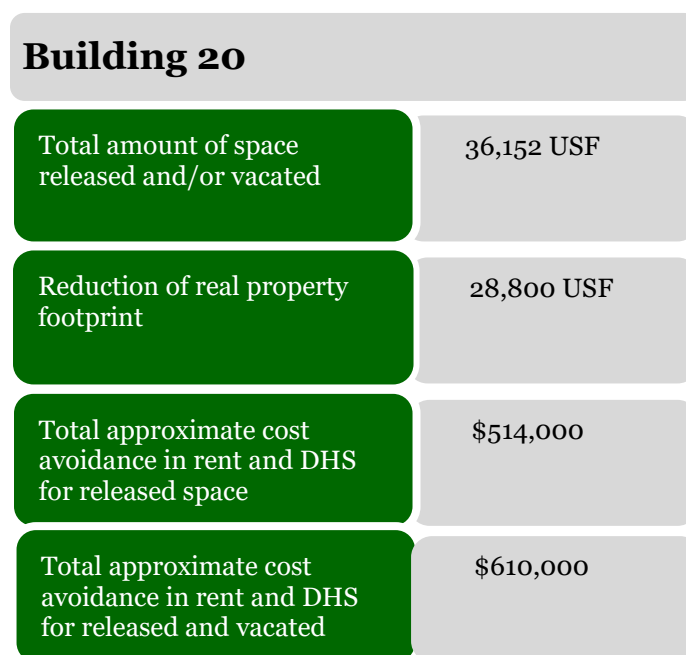 Building 20
Total amount of space
released and/or vacated
36,152 USF
Reduction of real property
footprint
28,800 USF
Total approximate cost
avoidance in rent and DHS
for released space
$514,000
Total approximate cost
avoidance in rent and DHS
for released and vacated
$610,000